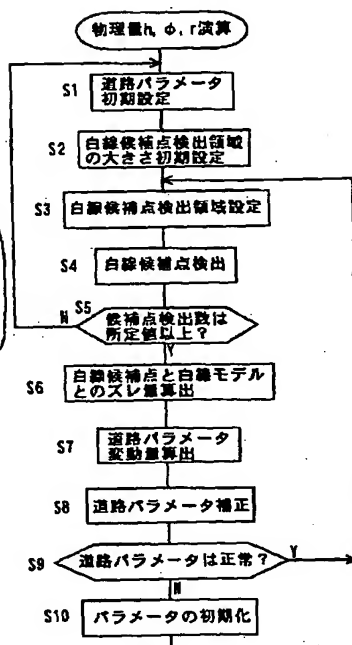 物理量h, φ, r演算
S1
道路パラメータ
初期設定
S2
白線候補点検出領域
の大きさ初期設定
S3
白線候補点検出領域設定
S4
白線候補点検出
S5
N
候補点検出数は
所定値以上?
Y
S6
白線候補点と白線モデル
とのズレ量算出
S7
道路パラメータ
変動量算出
S8
道路パラメータ補正
S9
道路パラメータは正常?
Y
N
S10
パラメータの初期化